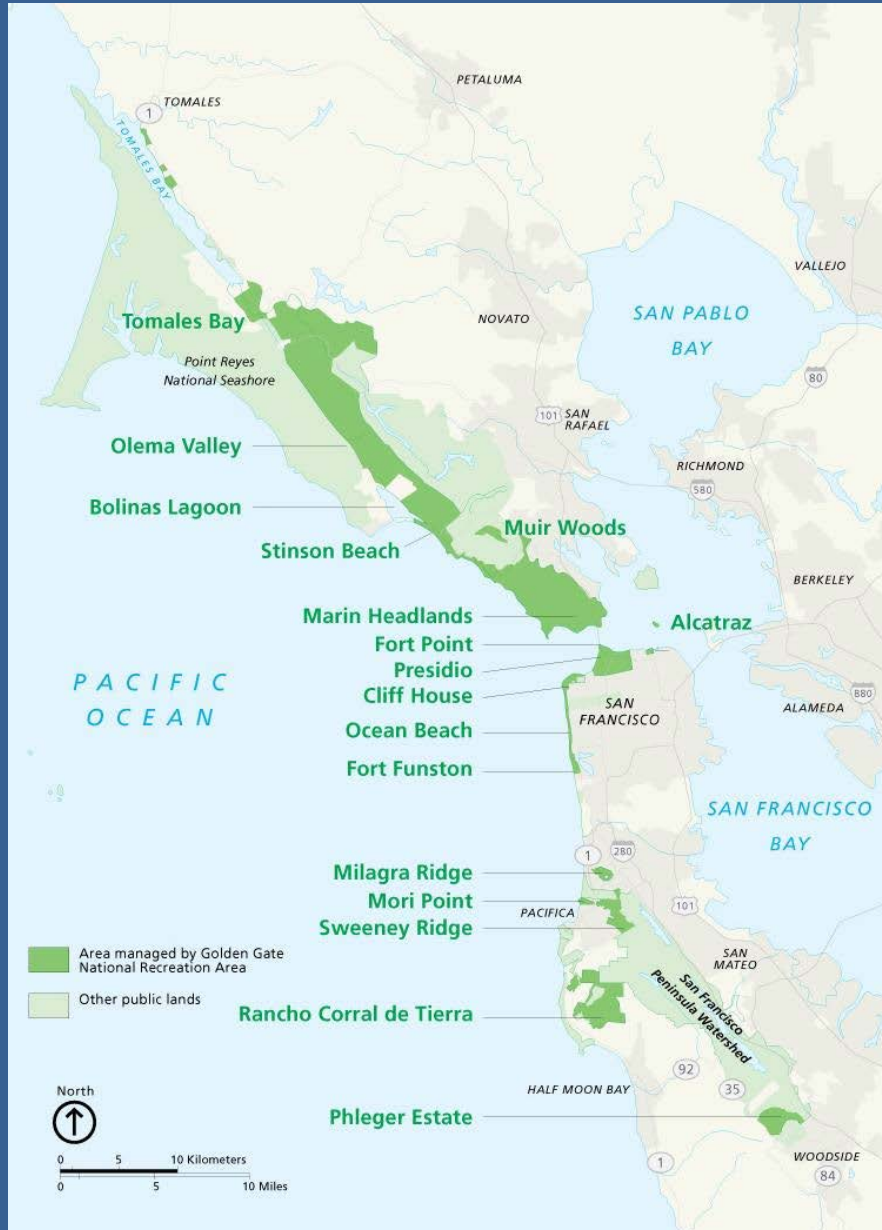 PETALUMA
TOMALES
1
TOMALES BAY
VALLEJO
SAN PABLO
BAY
NOVATO
Tomales Bay
Point Reyes
National Seashore
80
101
SAN
RAFAEL
Olema Valley
RICHMOND
580
Bolinas Lagoon
Muir Woods
Stinson Beach
BERKELEY
Marin Headlands
Alcatraz
Fort Point
Presidio
PACIFIC
OCEAN
Cliff House
880
SAN
FRANCISCO
ALAMEDA
Ocean Beach
Fort Funston
SAN FRANCISCO
BAY
1
280
Milagra Ridge
Mori Point
PACIFICA
101
Sweeney Ridge
SAN
MATEO
Area managed by Golden Gate
National Recreation Area
Other public lands
San Francisco
Peninsula Watershed
Rancho Corral de Tierra
92
35
HALF MOON BAY
North
Phleger Estate
WOODSIDE
84
1
0 5 10 Kilometers
0 5 10 Miles